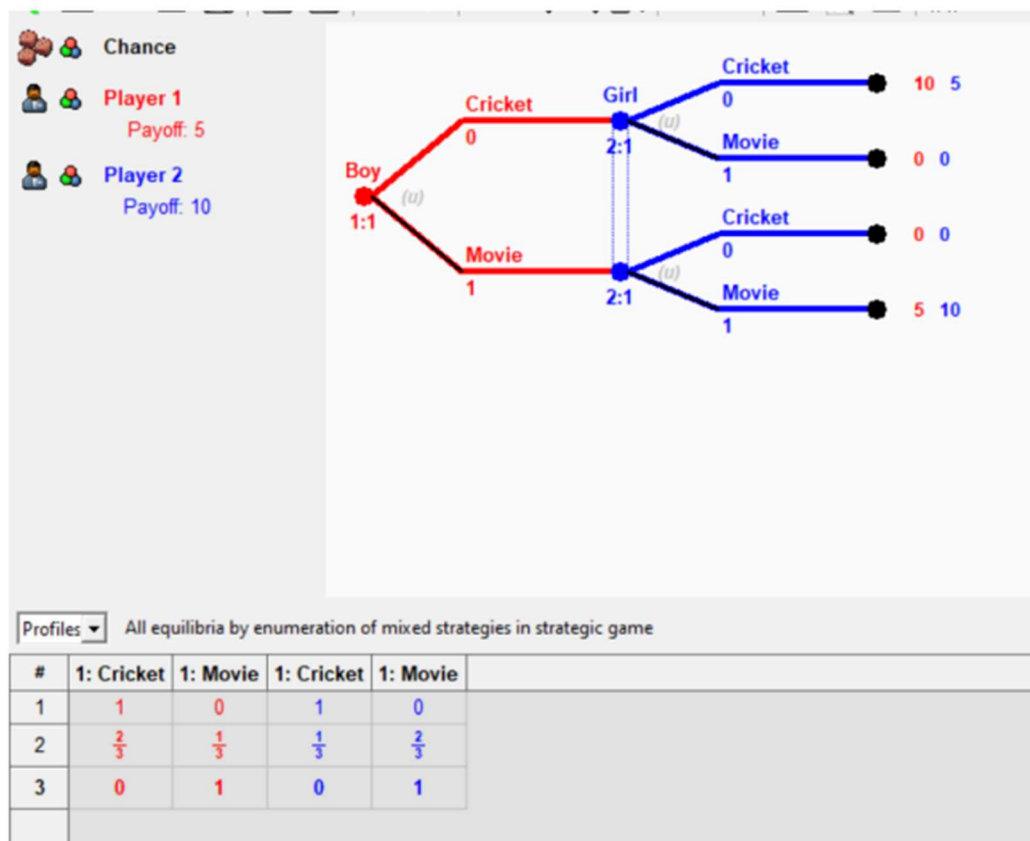 Chance
Player 1
Payoff: 5
Player 2
Payoff: 10
Boy
(u)
1:1
Cricket
0
Movie
1
Girl
(u)
2:1
Cricket
0
10 5
Movie
1
0 0
(u)
2:1
Cricket
0
0 0
Movie
1
5 10
Profiles All equilibria by enumeration of mixed strategies in strategic game
# 1: Cricket 1: Movie 1: Cricket 1: Movie
1 1 0 1 0
2 2/3 1/3 1/3 2/3
3 0 1 0 1